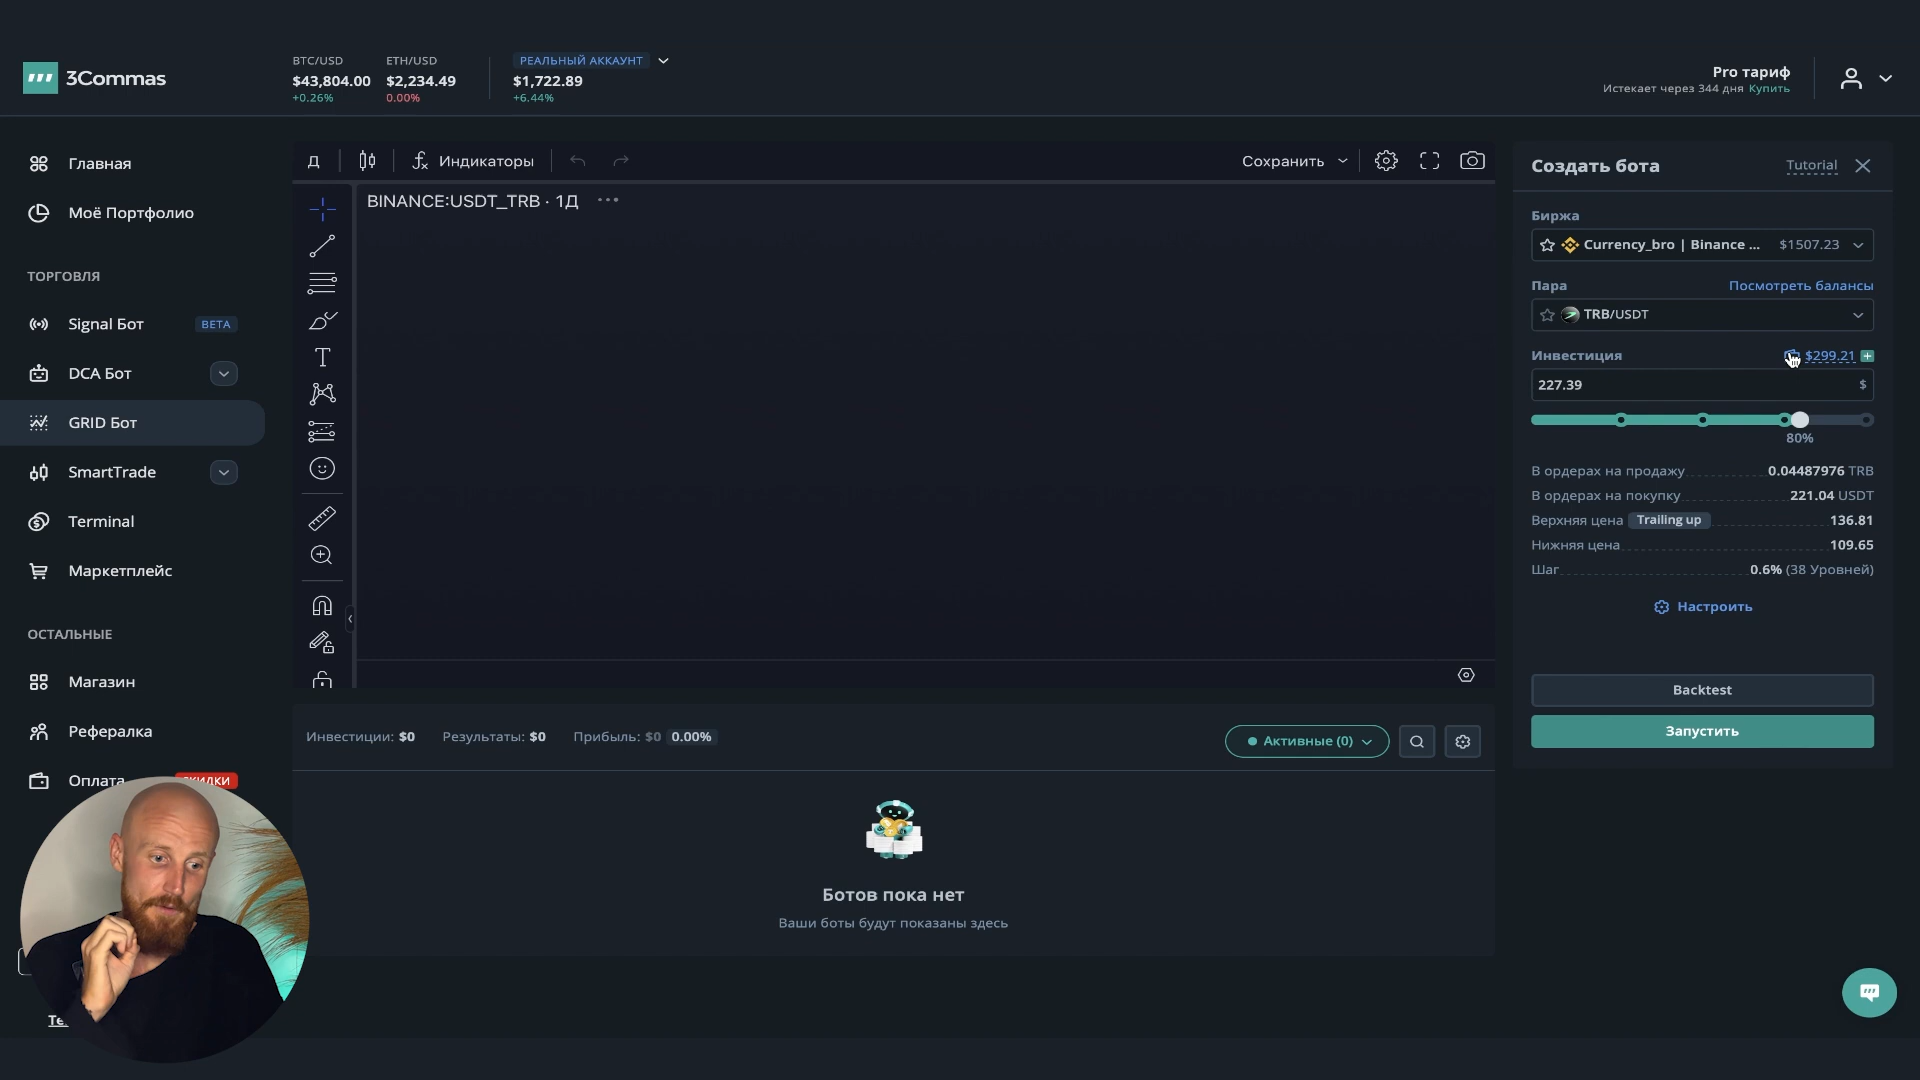 3Commas
BTC/USD
$43,804.00
+0.26%
ETH/USD
$2,234.49
0.00%
РЕАЛЬНЫЙ АККАУНТ
$1,722.89
+6.44%
Pro тариф
Истекает через 344 дня Купить
Главная
Моё Портфолио
ТОРГОВЛЯ
Signal Бот BETA
DCA Бот
GRID Бот
SmartTrade
Terminal
Маркетплейс
ОСТАЛЬНЫЕ
Магазин
Рефералка
Оплата
Д
Индикаторы
Сохранить
BINANCE:USDT_TRB · 1Д
Инвестиции: $0 Результаты: $0 Прибыль: $0 0.00%
Активные (0)
Ботов пока нет
Ваши боты будут показаны здесь
Создать бота Tutorial
Биржа
Currency_bro | Binance ... $1507.23
Пара Посмотреть балансы
TRB/USDT
Инвестиция $299.21
227.39 $
80%
В ордерах на продажу 0.04487976 TRB
В ордерах на покупку 221.04 USDT
Верхняя цена Trailing up 136.81
Нижняя цена 109.65
Шаг 0.6% (38 Уровней)
Настроить
Backtest
Запустить